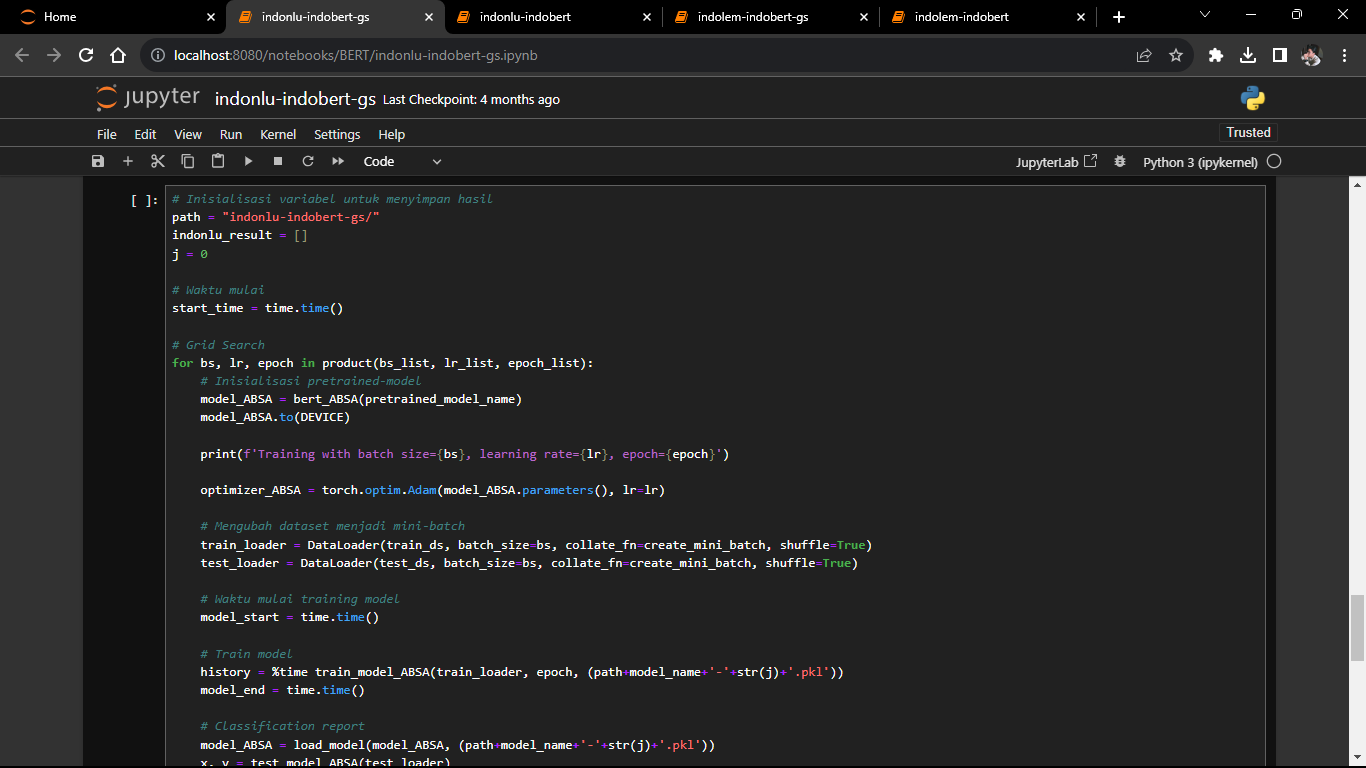 Home
indonlu-indobert-gs
indonlu-indobert
indolem-indobert-gs
indolem-indobert
localhost:8080/notebooks/BERT/indonlu-indobert-gs.ipynb
jupyter indonlu-indobert-gs Last Checkpoint: 4 months ago
File Edit View Run Kernel Settings Help Trusted
Code JupyterLab Python 3 (ipykernel)
[ ]: # Inisialisasi variabel untuk menyimpan hasil
path = "indonlu-indobert-gs/"
indonlu_result = []
j = 0
# Waktu mulai
start_time = time.time()
# Grid Search
for bs, lr, epoch in product(bs_list, lr_list, epoch_list):
# Inisialisasi pretrained-model
model_ABSA = bert_ABSA(pretrained_model_name)
model_ABSA.to(DEVICE)
print(f'Training with batch size={bs}, learning rate={lr}, epoch={epoch}')
optimizer_ABSA = torch.optim.Adam(model_ABSA.parameters(), lr=lr)
# Mengubah dataset menjadi mini-batch
train_loader = DataLoader(train_ds, batch_size=bs, collate_fn=create_mini_batch, shuffle=True)
test_loader = DataLoader(test_ds, batch_size=bs, collate_fn=create_mini_batch, shuffle=True)
# Waktu mulai training model
model_start = time.time()
# Train model
history = %time train_model_ABSA(train_loader, epoch, (path+model_name+'-'+str(j)+'.pkl'))
model_end = time.time()
# Classification report
model_ABSA = load_model(model_ABSA, (path+model_name+'-'+str(j)+'.pkl'))
x, y = test_model_ABSA(test_loader)